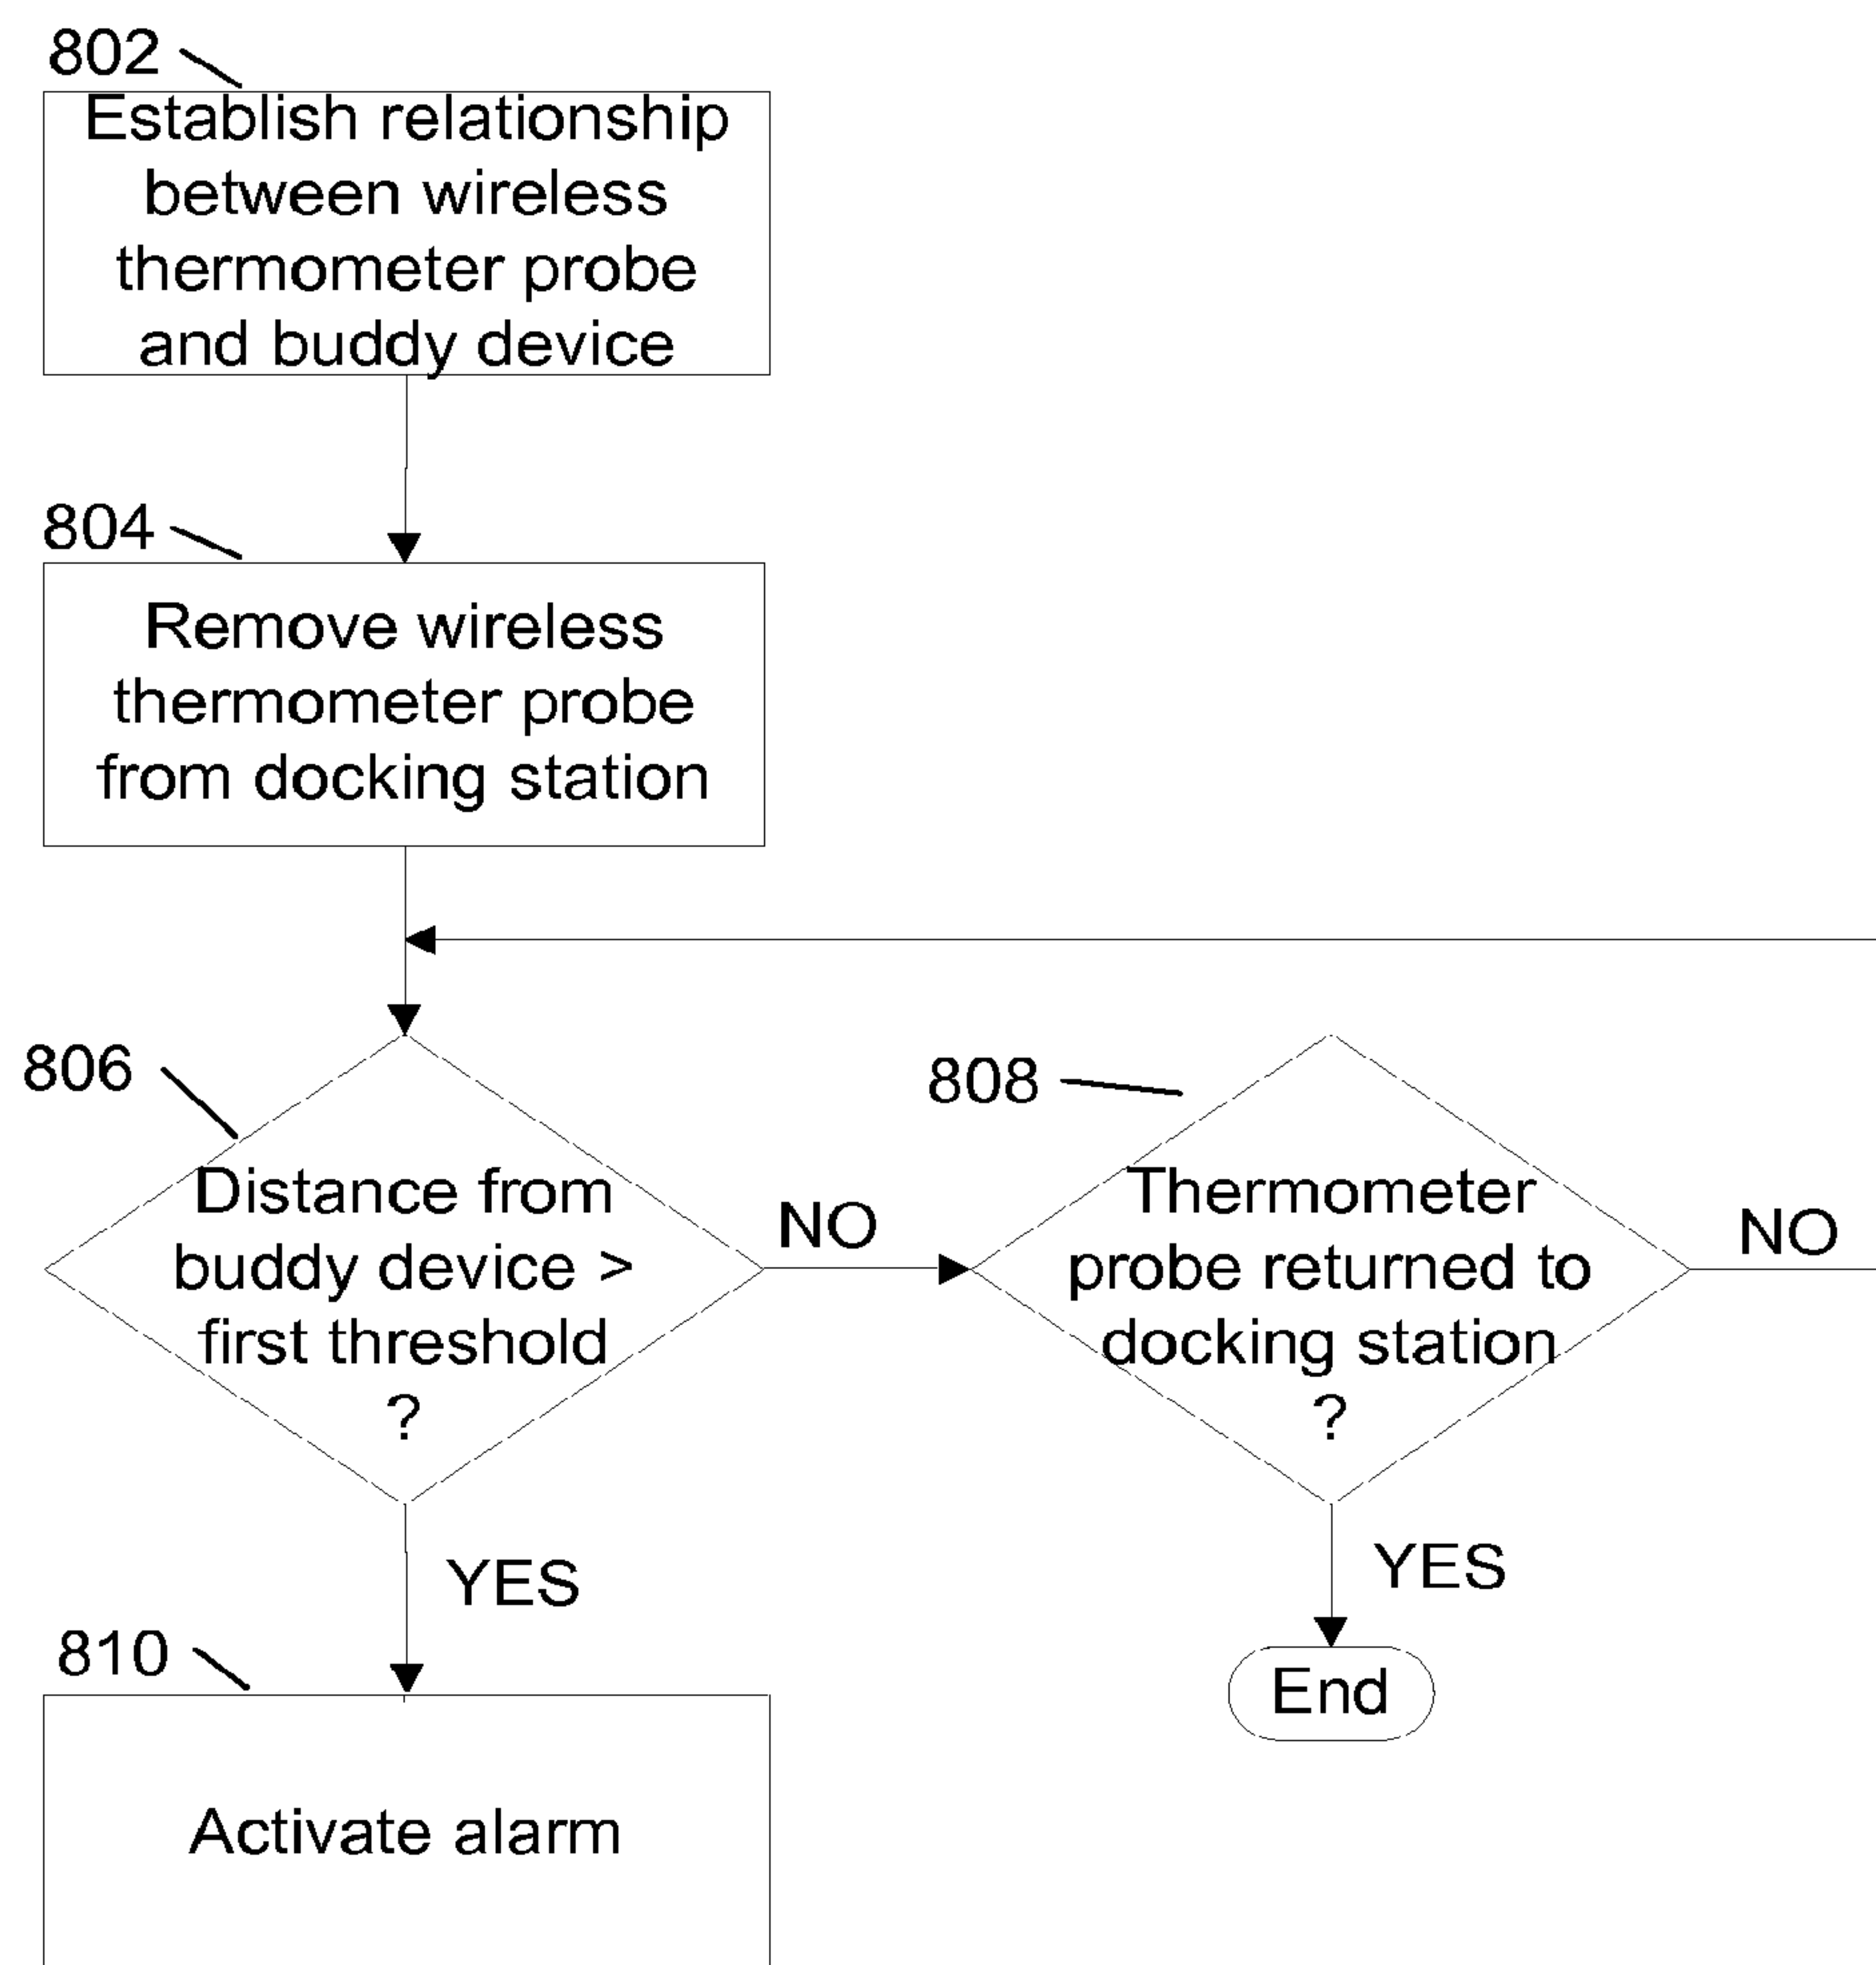 802
Establish relationship
between wireless
thermometer probe
and buddy device
804
Remove wireless
thermometer probe
from docking station
806
Distance from
buddy device >
first threshold
?
NO
808
Thermometer
probe returned to
docking station
?
NO
YES
YES
End
810
Activate alarm